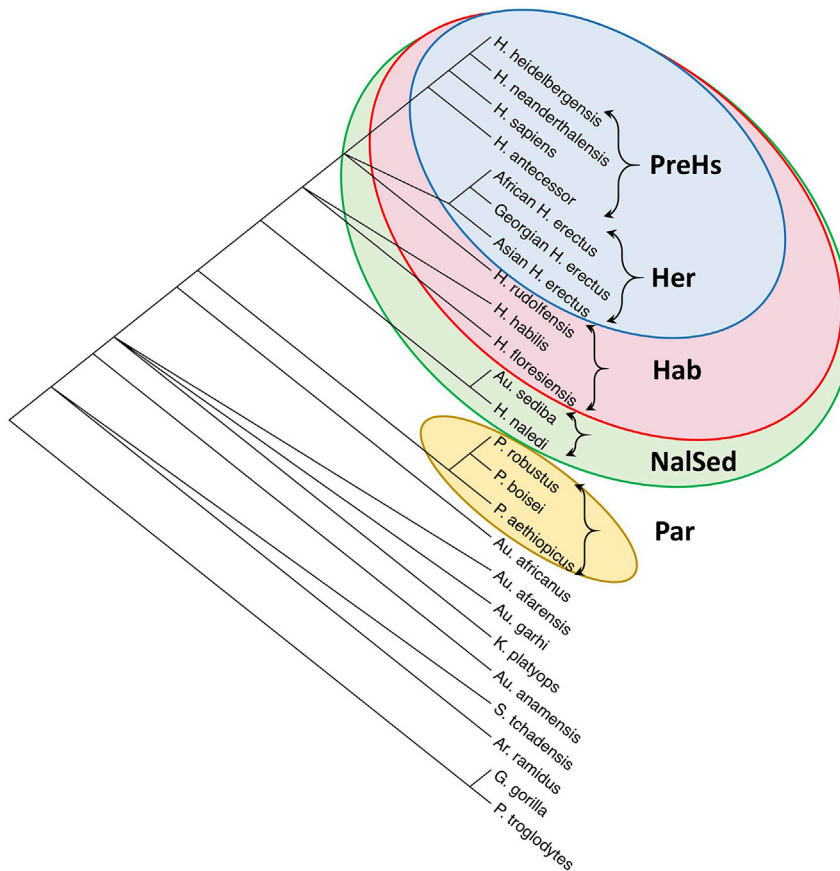 H. heidelbergensis
H. neanderthalensis
H. sapiens
H. antecessor
PreHs
African H. erectus
Georgian H. erectus
Asian H. erectus
Her
H. rudolfensis
H. habilis
H. floresiensis
Hab
Au. sediba
H. naledi
NalSed
P. robustus
P. boisei
P. aethiopicus
Par
Au. africanus
Au. afarensis
Au. garhi
K. platyops
Au. anamensis
S. tchadensis
Ar. ramidus
G. gorilla
P. troglodytes